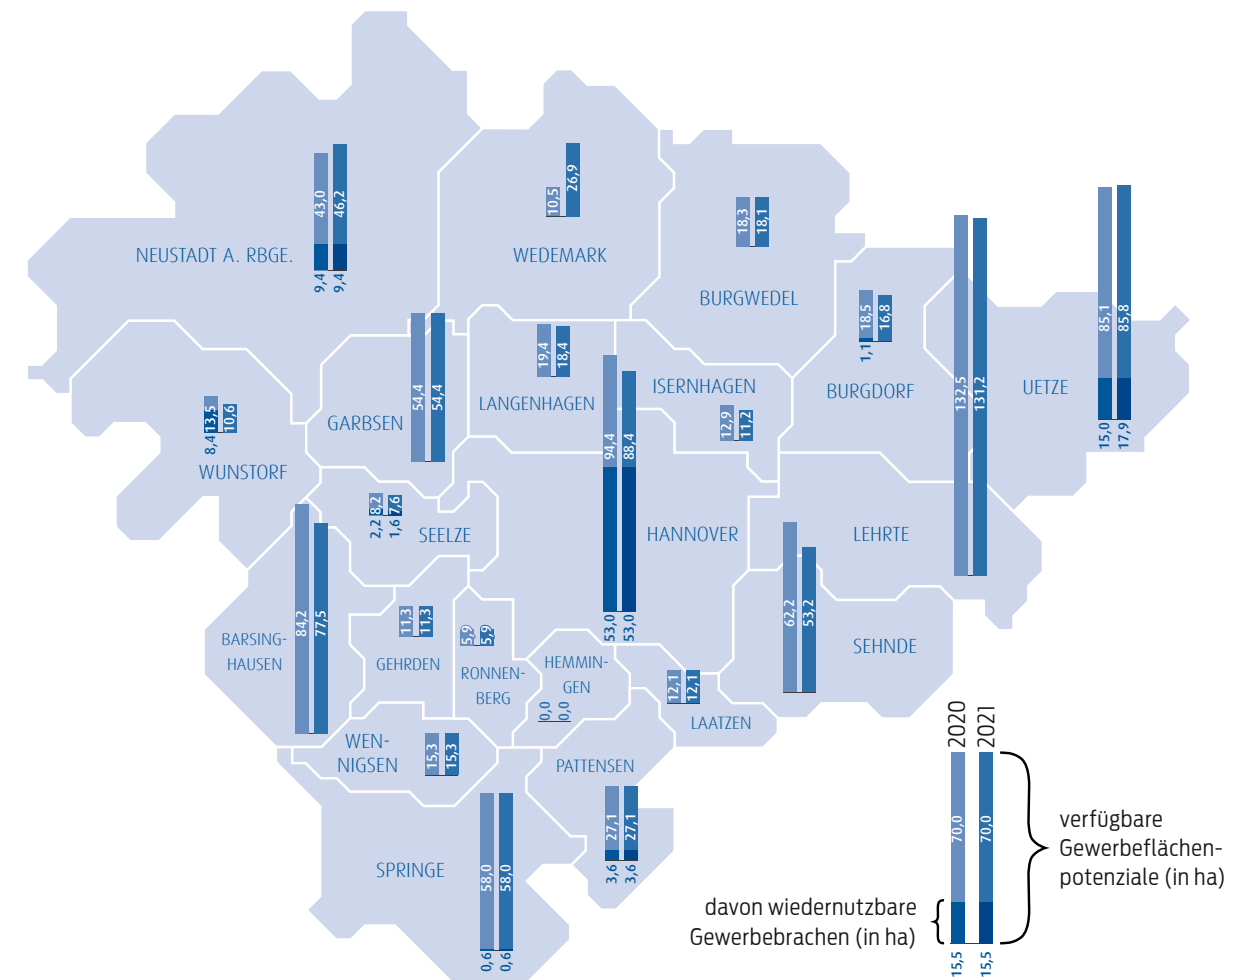 43,0
46,2
NEUSTADT A. RBGE.
9,4
9,4
10,5
26,9
WEDEMARK
18,3
18,1
BURGWEDEL
18,5
16,8
1,1
BURGDORF
85,1
85,8
UETZE
15,0
17,9
13,5
10,6
8,4
WUNSTORF
54,4
54,4
GARBSEN
19,4
18,4
LANGENHAGEN
ISERNHAGEN
12,9
11,2
132,5
131,2
LEHRTE
94,4
88,4
HANNOVER
53,0
53,0
8,2
7,6
2,2
1,6
SEELZE
84,2
77,5
BARSING-
HAUSEN
11,3
11,3
GEHRDEN
5,9
5,9
RONNEN-
BERG
HEMMIN-
GEN
0,0
0,0
12,1
12,1
LAATZEN
62,2
53,2
SEHNDE
WEN-
NIGSEN
15,3
15,3
PATTENSEN
27,1
27,1
3,6
3,6
SPRINGE
58,0
58,0
0,6
0,6
2020
2021
70,0
70,0
15,5
15,5
verfügbare
Gewerbeflächen-
potenziale (in ha)
davon wiedernutzbare
Gewerbebrachen (in ha)